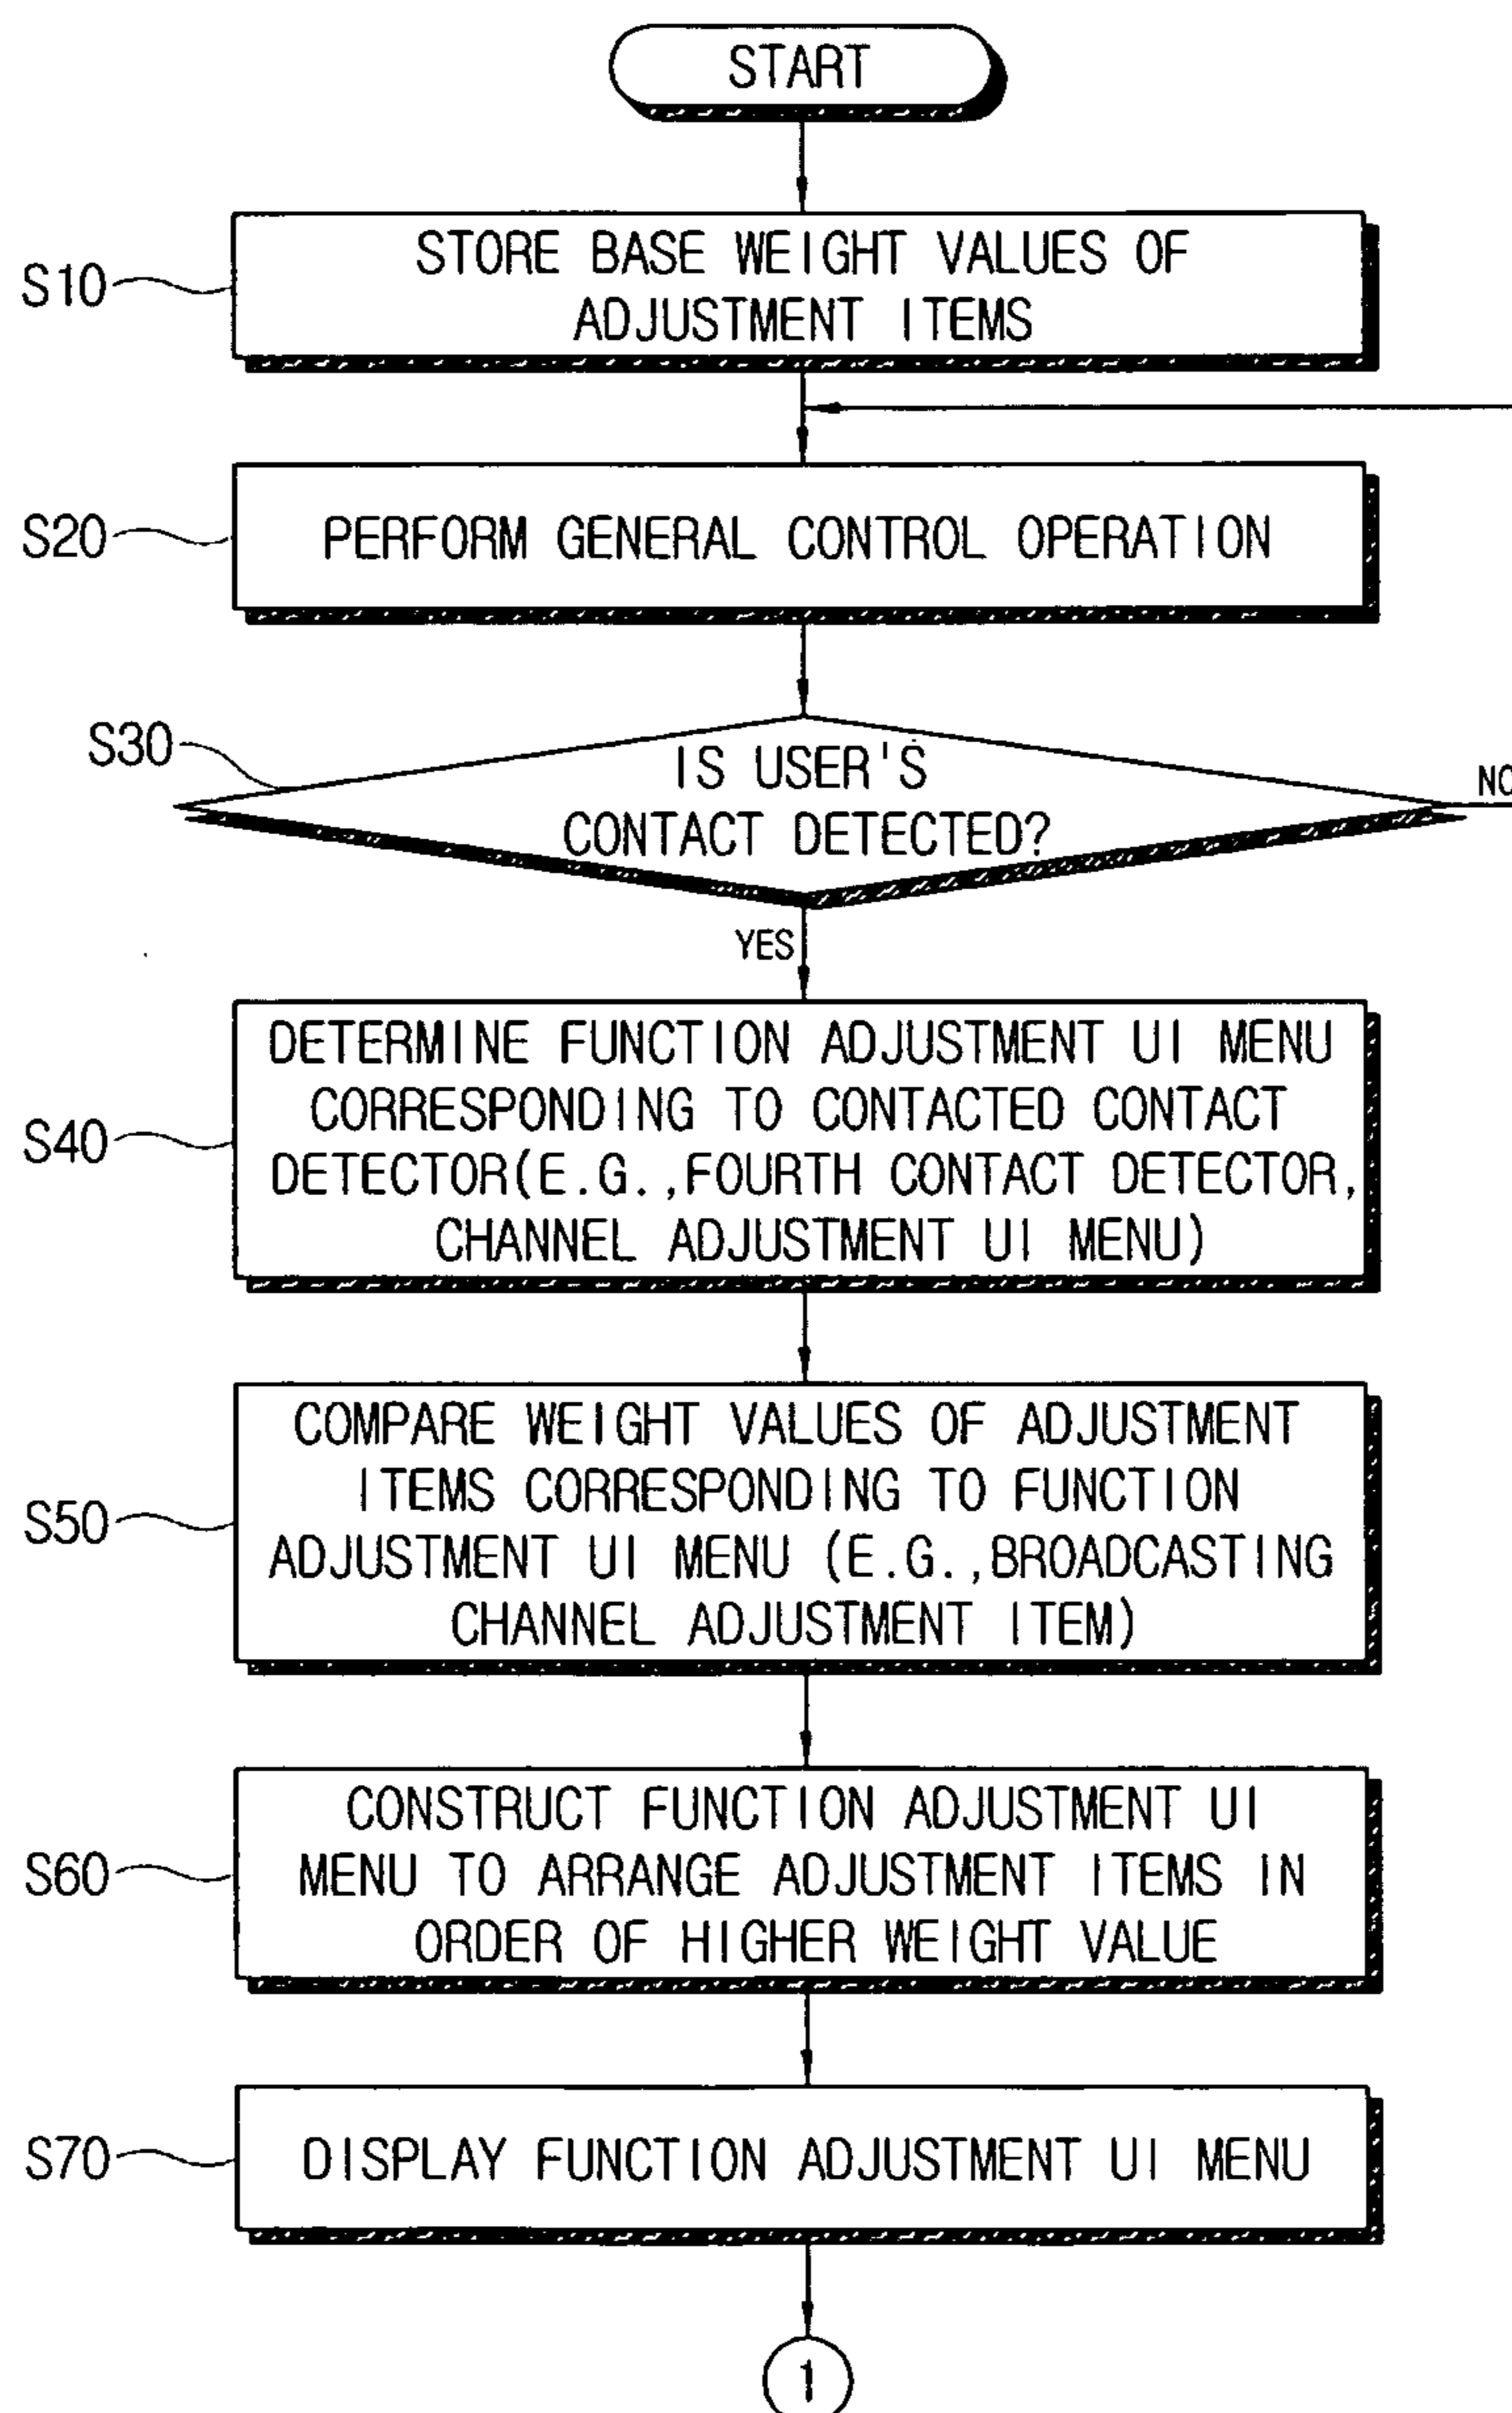 START
S10
STORE BASE WEIGHT VALUES OF
ADJUSTMENT ITEMS
S20
PERFORM GENERAL CONTROL OPERATION
S30
IS USER'S
CONTACT DETECTED?
NO
YES
S40
DETERMINE FUNCTION ADJUSTMENT UI MENU
CORRESPONDING TO CONTACTED CONTACT
DETECTOR(E.G.,FOURTH CONTACT DETECTOR,
CHANNEL ADJUSTMENT UI MENU)
S50
COMPARE WEIGHT VALUES OF ADJUSTMENT
ITEMS CORRESPONDING TO FUNCTION
ADJUSTMENT UI MENU (E.G.,BROADCASTING
CHANNEL ADJUSTMENT ITEM)
S60
CONSTRUCT FUNCTION ADJUSTMENT UI
MENU TO ARRANGE ADJUSTMENT ITEMS IN
ORDER OF HIGHER WEIGHT VALUE
S70
DISPLAY FUNCTION ADJUSTMENT UI MENU
1